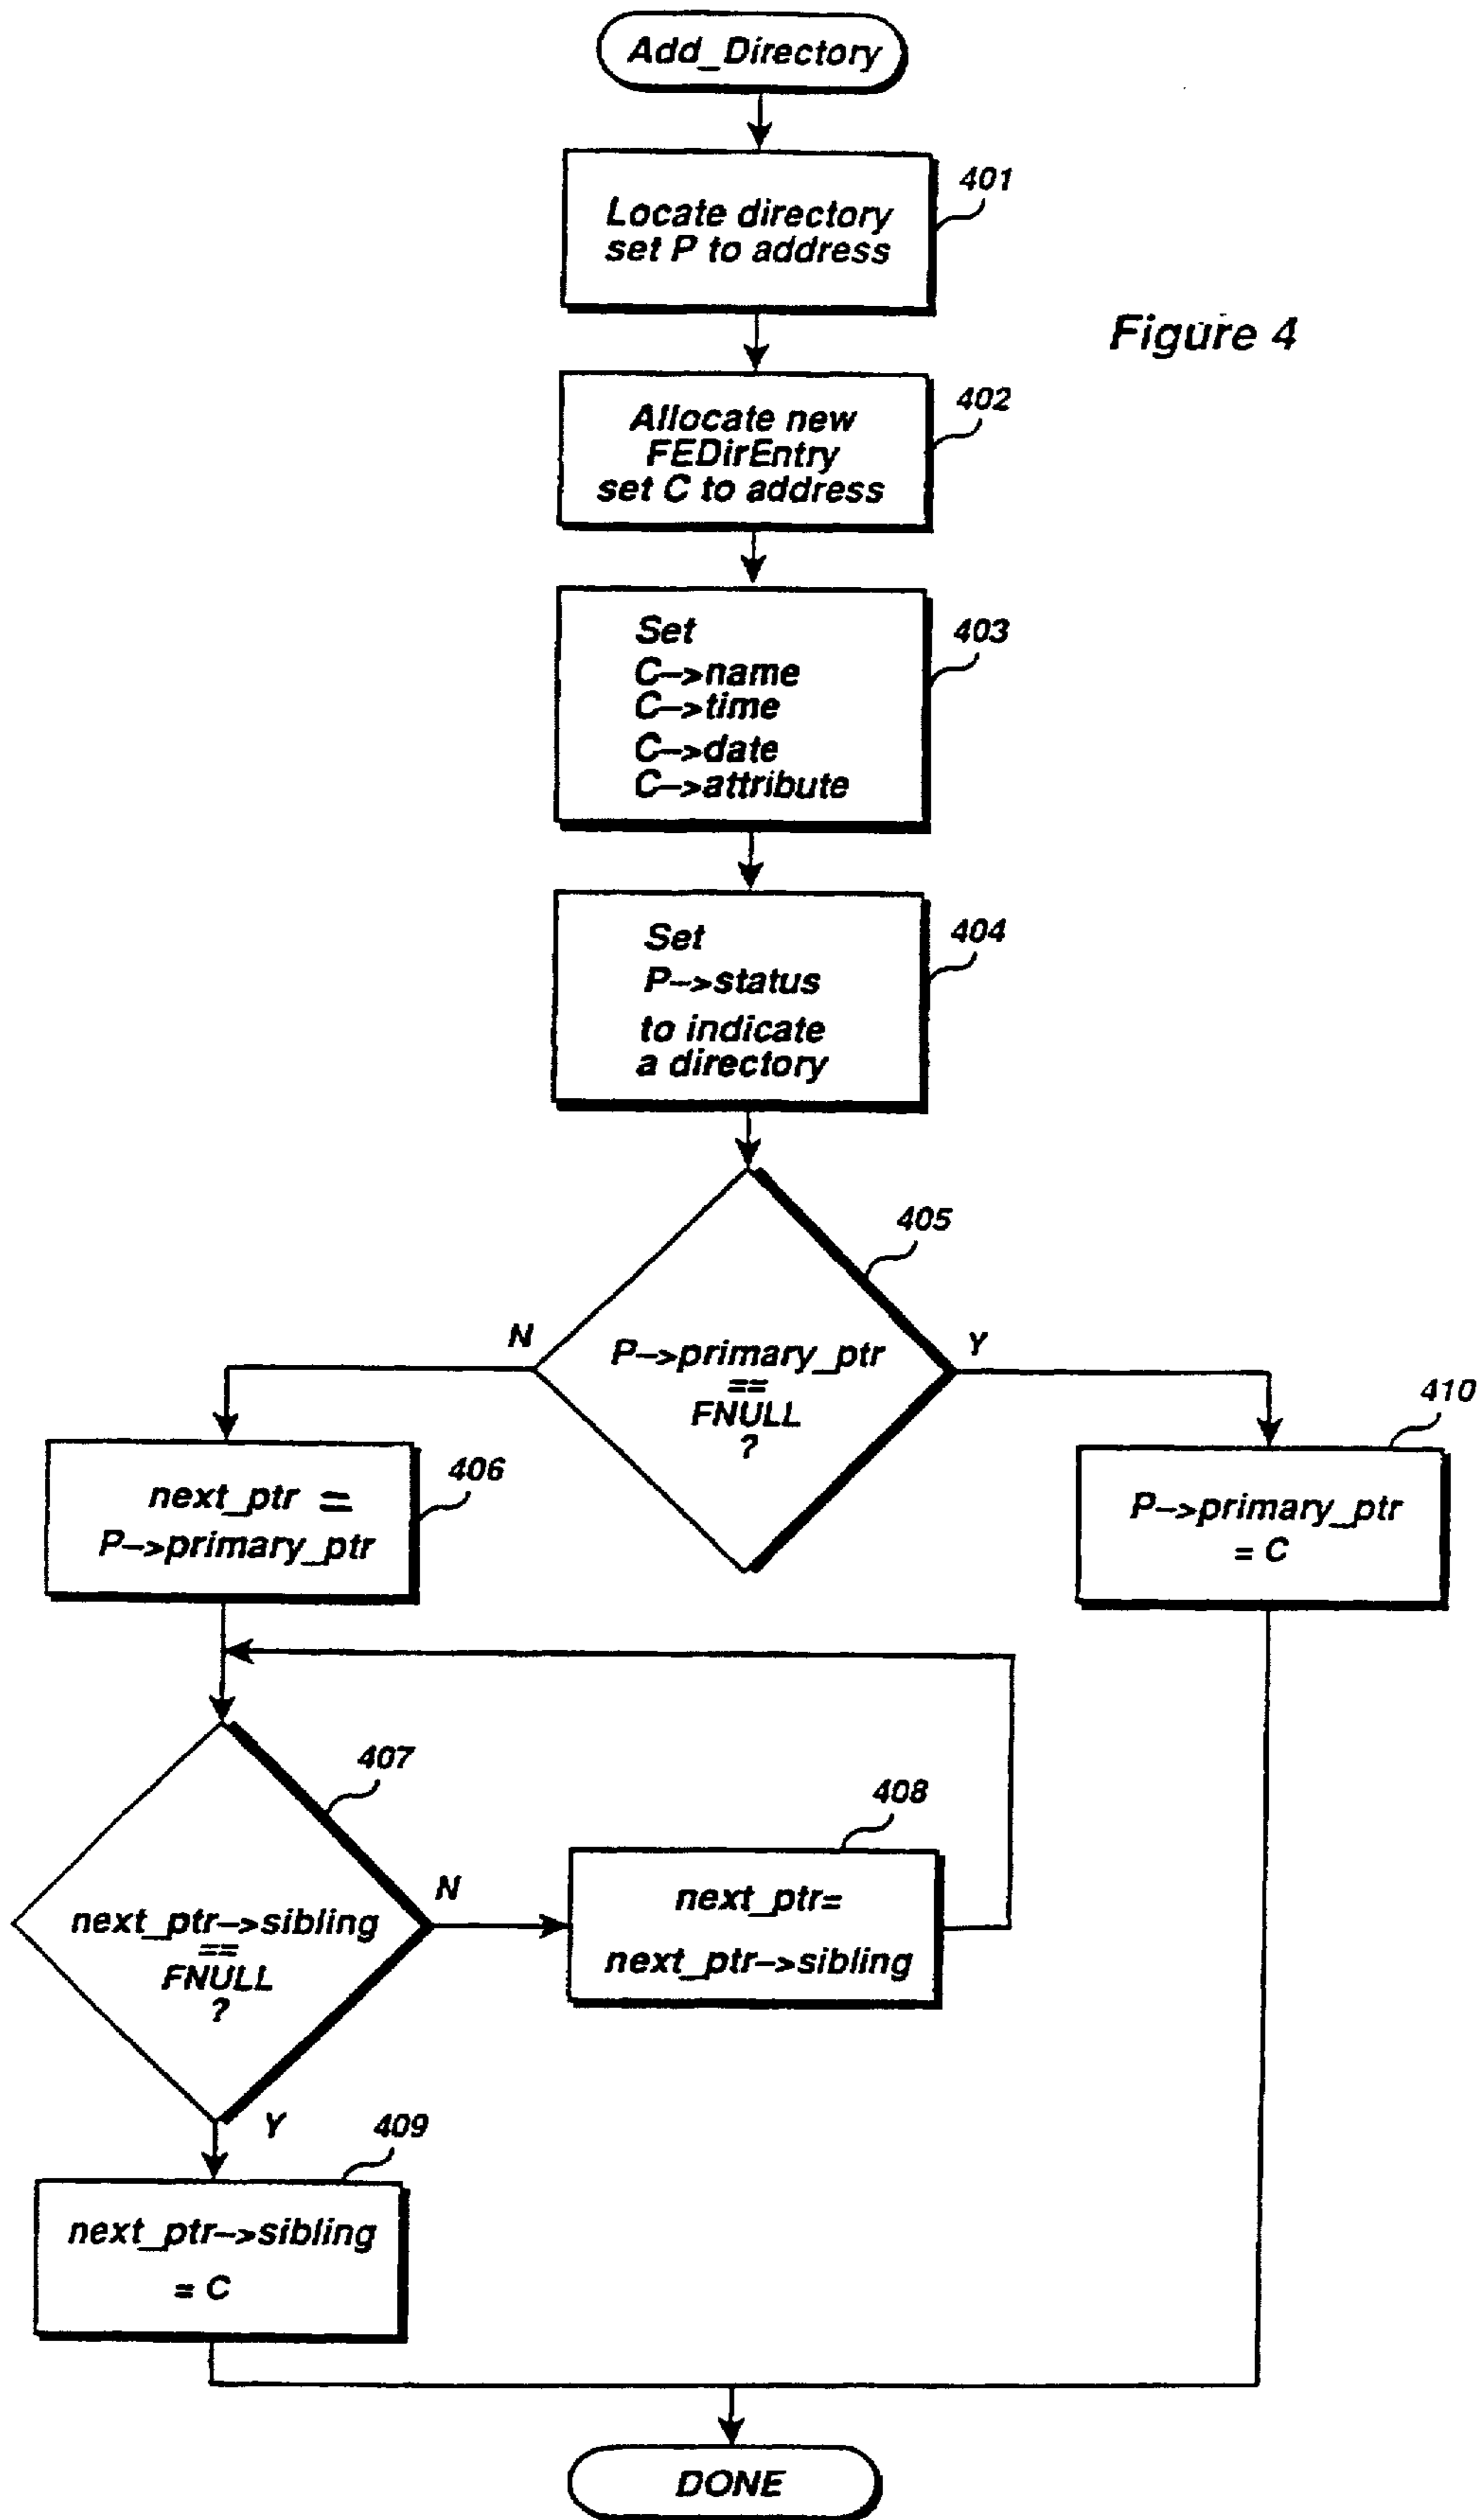 Add_Directory
401
Locate directory
set P to address
Figure 4
402
Allocate new
FEDirEntry
set C to address
403
Set
C->name
C->time
C->date
C->attribute
404
Set
P->status
to indicate
a directory
405
N
P->primary_ptr
==
FNULL
?
Y
410
406
next_ptr =
P->primary_ptr
P->primary_ptr
= C
407
408
N
next_ptr->sibling
==
FNULL
?
next_ptr=
next_ptr->sibling
Y
409
next_ptr->sibling
= C
DONE